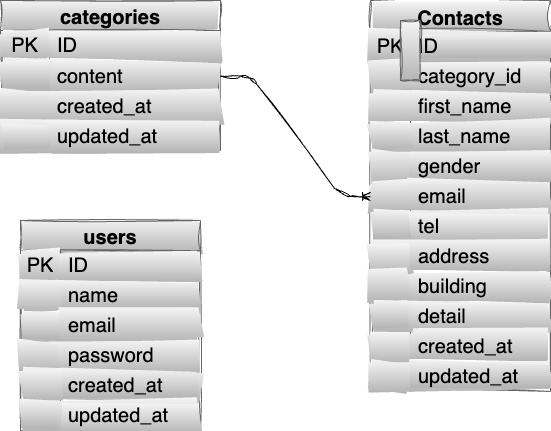 categories
PK ID
content
created_at
updated_at
Contacts
PK ID
category_id
first_name
last_name
gender
email
tel
address
building
detail
created_at
updated_at
users
PK ID
name
email
password
created_at
updated_at